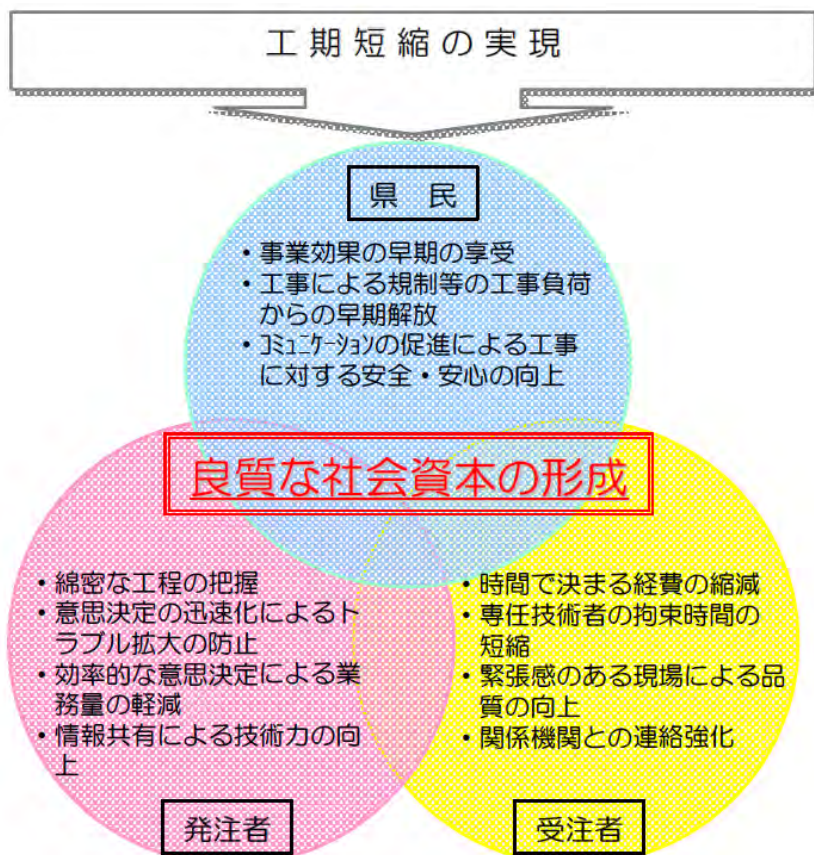 工期短縮の実現
県　民
・事業効果の早期の享受
・工事による規制等の工事負荷
からの早期解放
・ｺﾐｭﾆｹｰｼｮﾝの促進による工事
に対する安全・安心の向上
良質な社会資本の形成
・綿密な工程の把握
・意思決定の迅速化によるト
ラブル拡大の防止
・効率的な意思決定による業
務量の軽減
・情報共有による技術力の向
上
発注者
・時間で決まる経費の縮減
・専任技術者の拘束時間の
短縮
・緊張感のある現場による品
質の向上
・関係機関との連絡強化
受注者